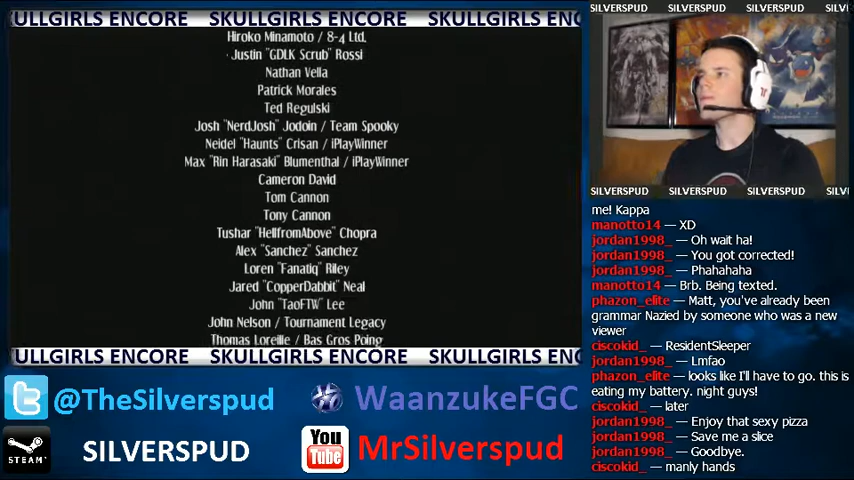 ULLGIRLS ENCORE SKULLGIRLS ENCORE SKULLGIRLS ENC
Hiroko Minamoto / 8-4 Ltd.
Justin "GDLK Scrub" Rossi
Nathan Vella
Patrick Morales
Ted Regulski
Josh "NerdJosh" Jodoin / Team Spooky
Neidel "Haunts" Crisan / iPlayWinner
Max "Rin Harasaki" Blumenthal / iPlayWinner
Cameron David
Tom Cannon
Tony Cannon
Tushar "HellfromAbove" Chopra
Alex "Sanchez" Sanchez
Loren "Fanatiq" Riley
Jared "CopperDabbit" Neal
John "TaoFTW" Lee
John Nelson / Tournament Legacy
Thomas Loreille / Bas Gros Poing
ULLGIRLS ENCORE SKULLGIRLS ENCORE SKULLGIRLS ENC
@TheSilverspud
WaanzukeFGC
STEAM
SILVERSPUD
You Tube
MrSilverspud
SILVERSPUD SILVERSPUD SILVERSPUD SILV
SILVERSPUD SILVERSPUD SILVERSPUD SILV
me! Kappa
manotto14 — XD
jordan1998_ — Oh wait ha!
jordan1998_ — You got corrected!
jordan1998_ — Phahahaha
manotto14 — Brb. Being texted.
phazon_elite — Matt, you've already been
grammar Nazied by someone who was a new
viewer
ciscokid_ — ResidentSleeper
jordan1998_ — Lmfao
phazon_elite — looks like I'll have to go. this is
eating my battery. night guys!
ciscokid_ — later
jordan1998_ — Enjoy that sexy pizza
jordan1998_ — Save me a slice
jordan1998_ — Goodbye.
ciscokid_ — manly hands